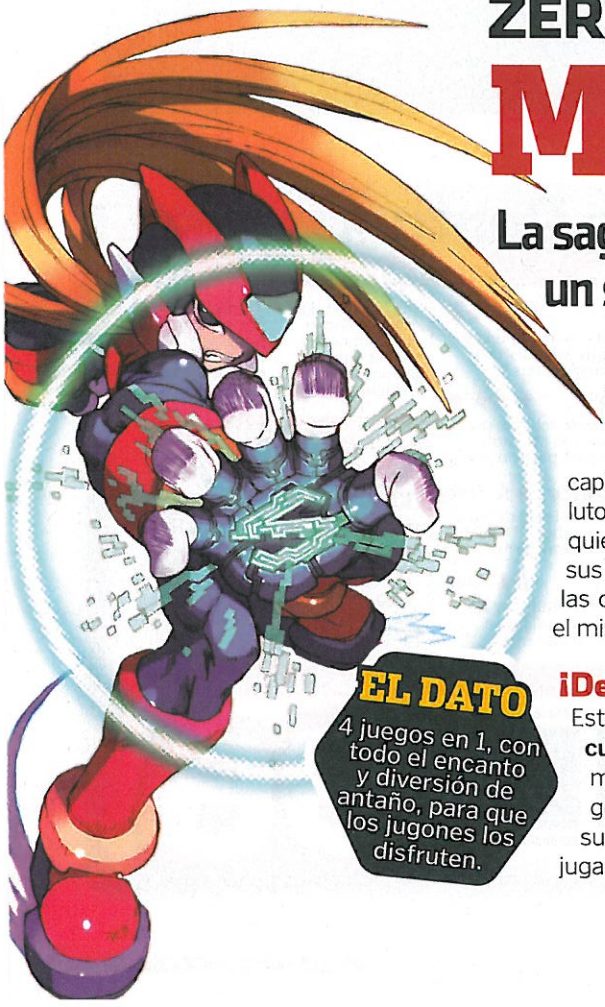 ZER
M
La sag
un s
cap
luto
quie
sus
las c
el mi
¡De
Est
cu
m
g
su
juga
EL DATO
4 juegos en 1, con
todo el encanto
y diversión de
antaño, para que
los jugones los
disfruten.